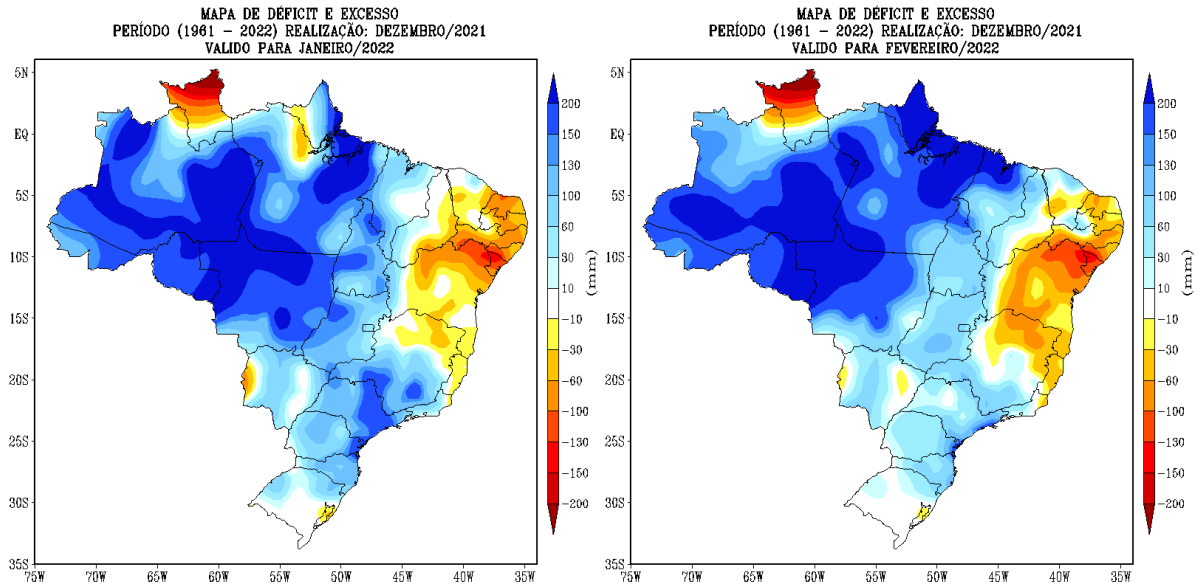 MAPA DE DÉFICIT E EXCESSO
PERÍODO (1961 - 2022) REALIZAÇÃO: DEZEMBRO/2021
VALIDO PARA JANEIRO/2022
5N
EQ
5S
10S
15S
20S
25S
30S
35S
75W
70W
65W
60W
55W
50W
45W
40W
35W
200
150
130
100
60
30
10
-10
-30
-60
-100
-130
-150
-200
(mm)
MAPA DE DÉFICIT E EXCESSO
PERÍODO (1961 - 2022) REALIZAÇÃO: DEZEMBRO/2021
VALIDO PARA FEVEREIRO/2022
5N
EQ
5S
10S
15S
20S
25S
30S
35S
75W
70W
65W
60W
55W
50W
45W
40W
35W
200
150
130
100
60
30
10
-10
-30
-60
-100
-130
-150
-200
(mm)